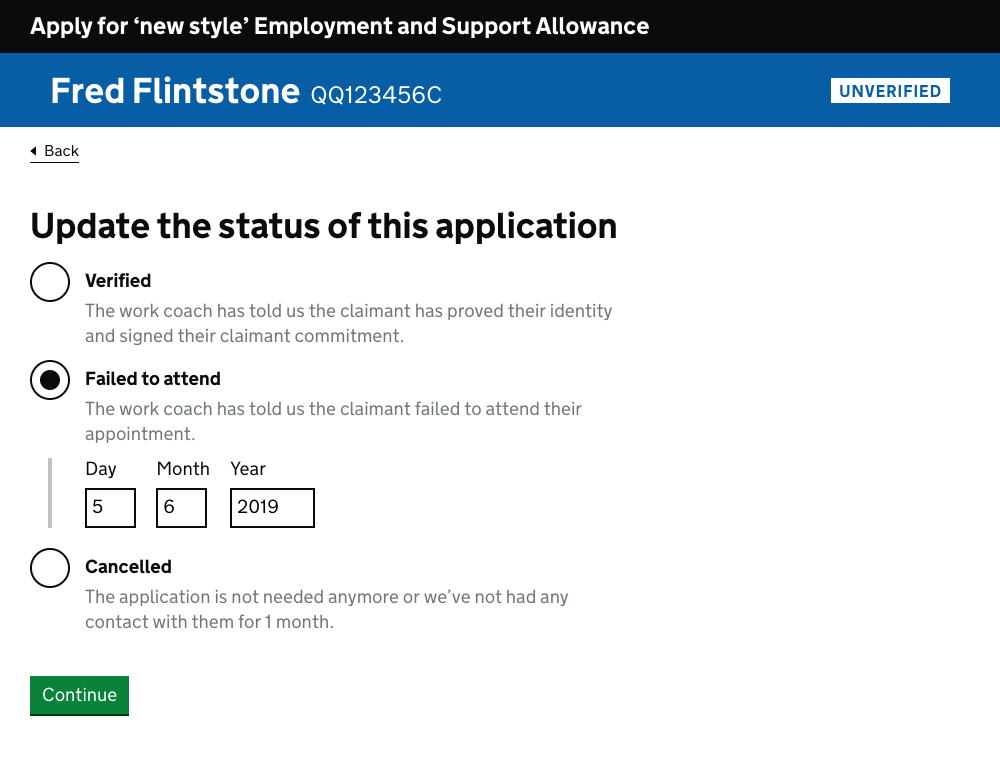 Apply for ‘new style’ Employment and Support Allowance
Fred Flintstone QQ123456C
UNVERIFIED
Back
Update the status of this application
Verified
The work coach has told us the claimant has proved their identity
and signed their claimant commitment.
Failed to attend
The work coach has told us the claimant failed to attend their
appointment.
Day Month Year
5 6 2019
Cancelled
The application is not needed anymore or we’ve not had any
contact with them for 1 month.
Continue